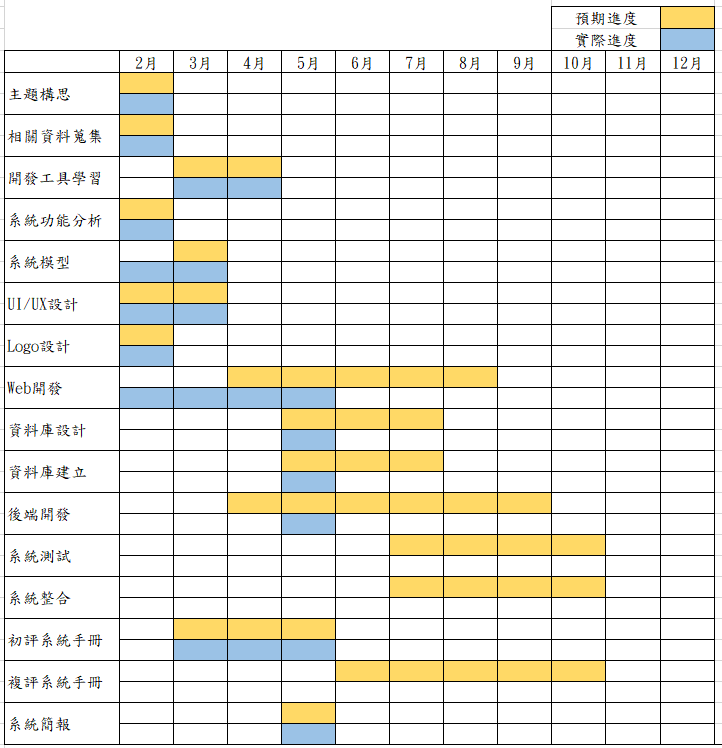 預期進度
實際進度
2月 3月 4月 5月 6月 7月 8月 9月 10月 11月 12月
主題構思
相關資料蒐集
開發工具學習
系統功能分析
系統模型
UI/UX設計
Logo設計
Web開發
資料庫設計
資料庫建立
後端開發
系統測試
系統整合
初評系統手冊
複評系統手冊
系統簡報